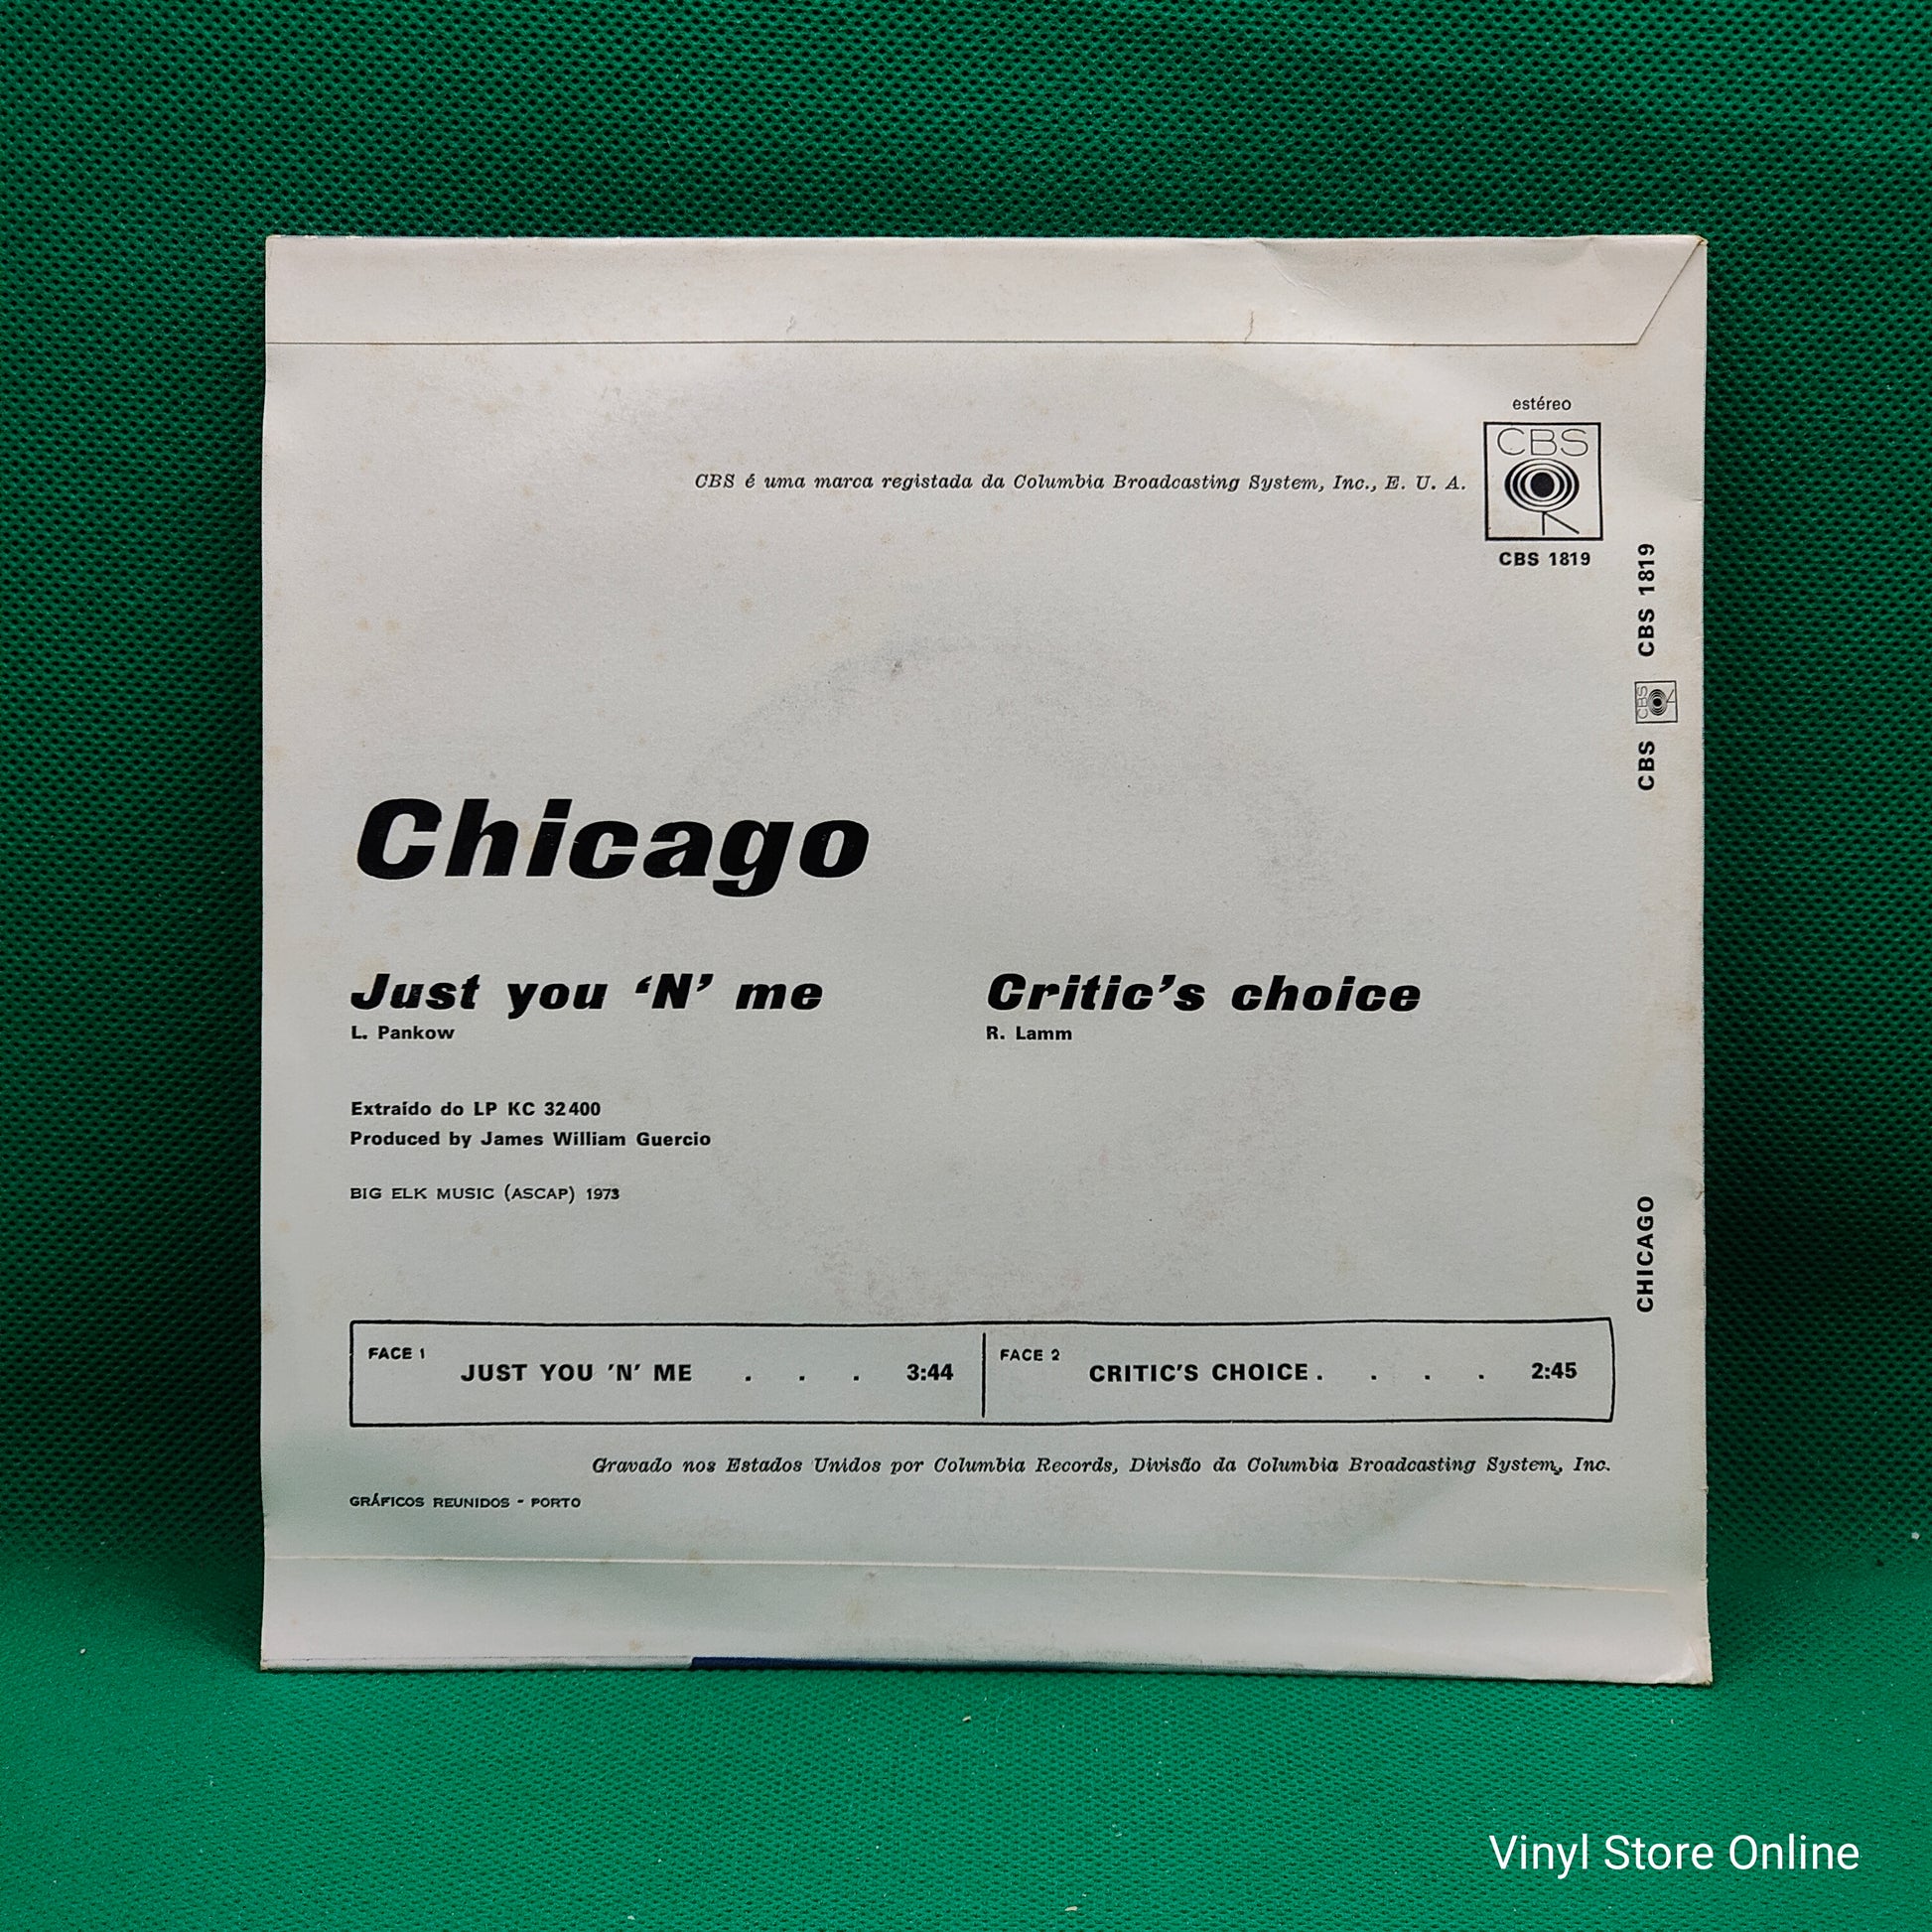 estéreo
CBS
CBS é uma marca registada da Columbia Broadcasting System, Inc., E. U. A.
CBS 1819
CBS CBS CBS 1819
Chicago
Just you ‘N’ me
L. Pankow
Critic’s choice
R. Lamm
Extraído do LP KC 32400
Produced by James William Guercio
BIG ELK MUSIC (ASCAP) 1973
CHICAGO
FACE 1
JUST YOU ’N’ ME . . . 3:44
FACE 2
CRITIC’S CHOICE . . . . 2:45
Gravado nos Estados Unidos por Columbia Records, Divisão da Columbia Broadcasting System, Inc.
GRÁFICOS REUNIDOS - PORTO
Vinyl Store Online